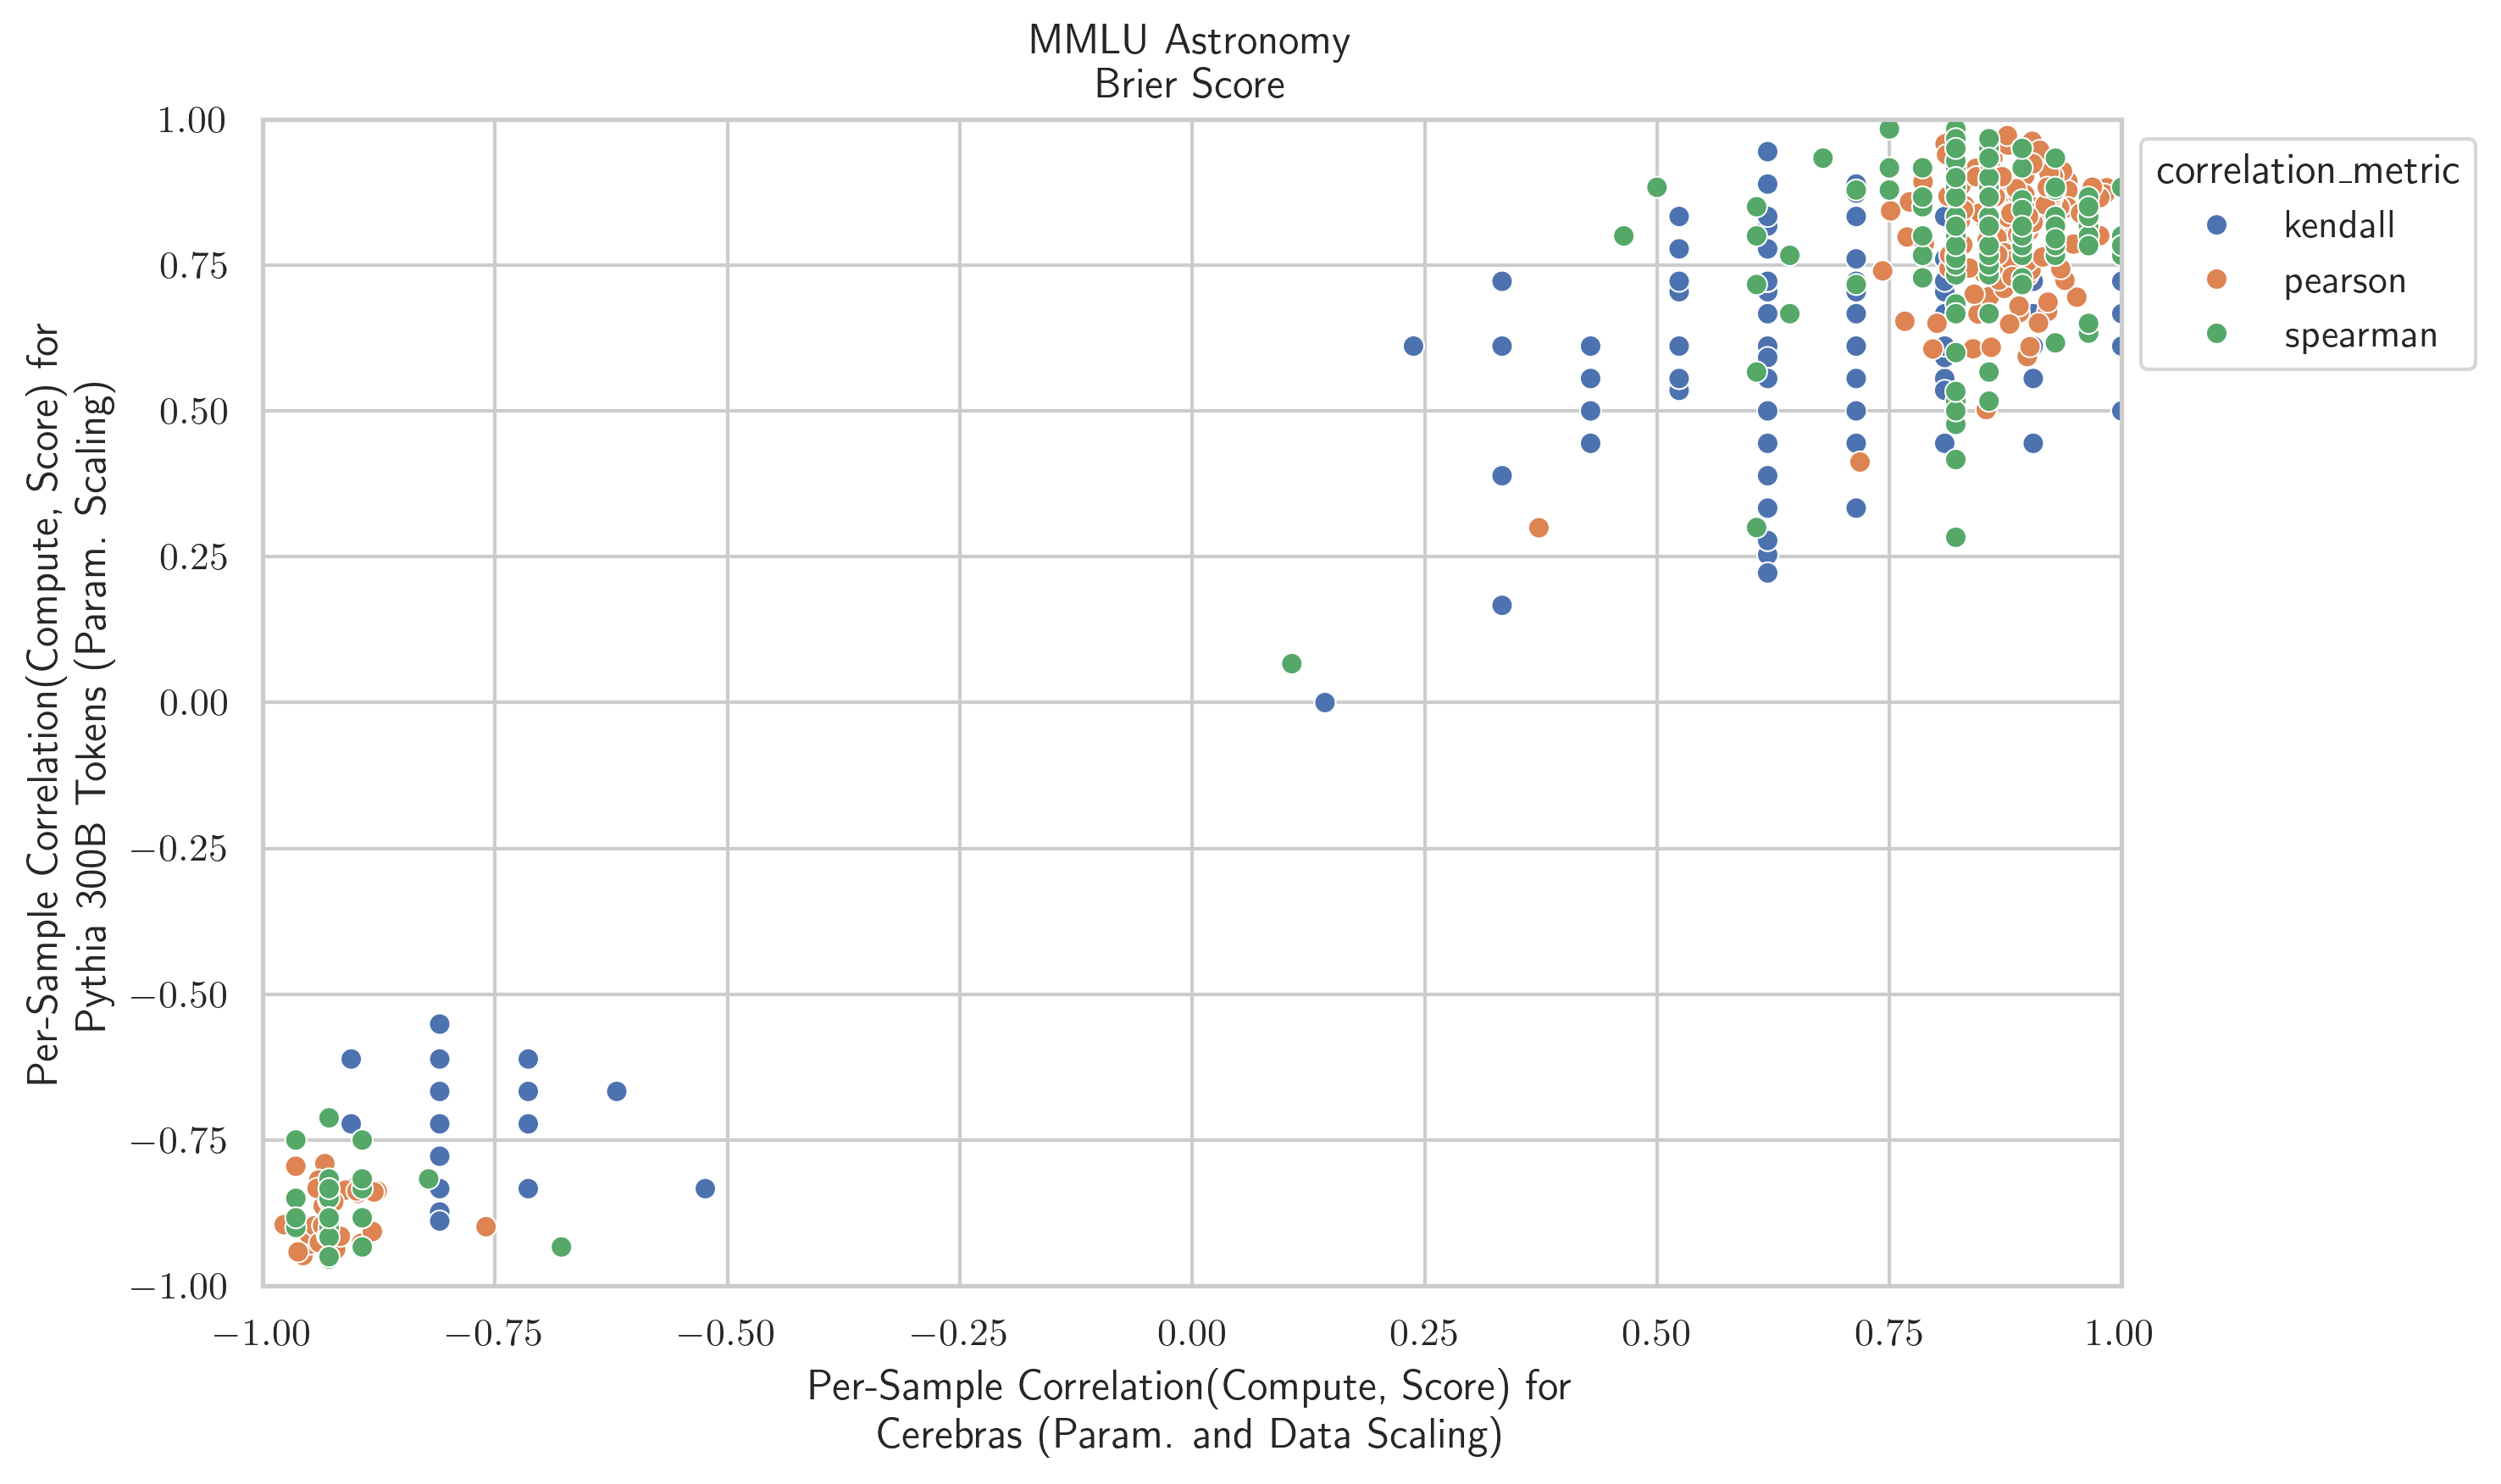 MMLU Astronomy
Brier Score
Per-Sample Correlation(Compute, Score) for
Pythia 300B Tokens (Param. Scaling)
1.00
0.75
0.50
0.25
0.00
−0.25
−0.50
−0.75
−1.00
−1.00 −0.75 −0.50 −0.25 0.00 0.25 0.50 0.75 1.00
Per-Sample Correlation(Compute, Score) for
Cerebras (Param. and Data Scaling)
correlation_metric
kendall
pearson
spearman